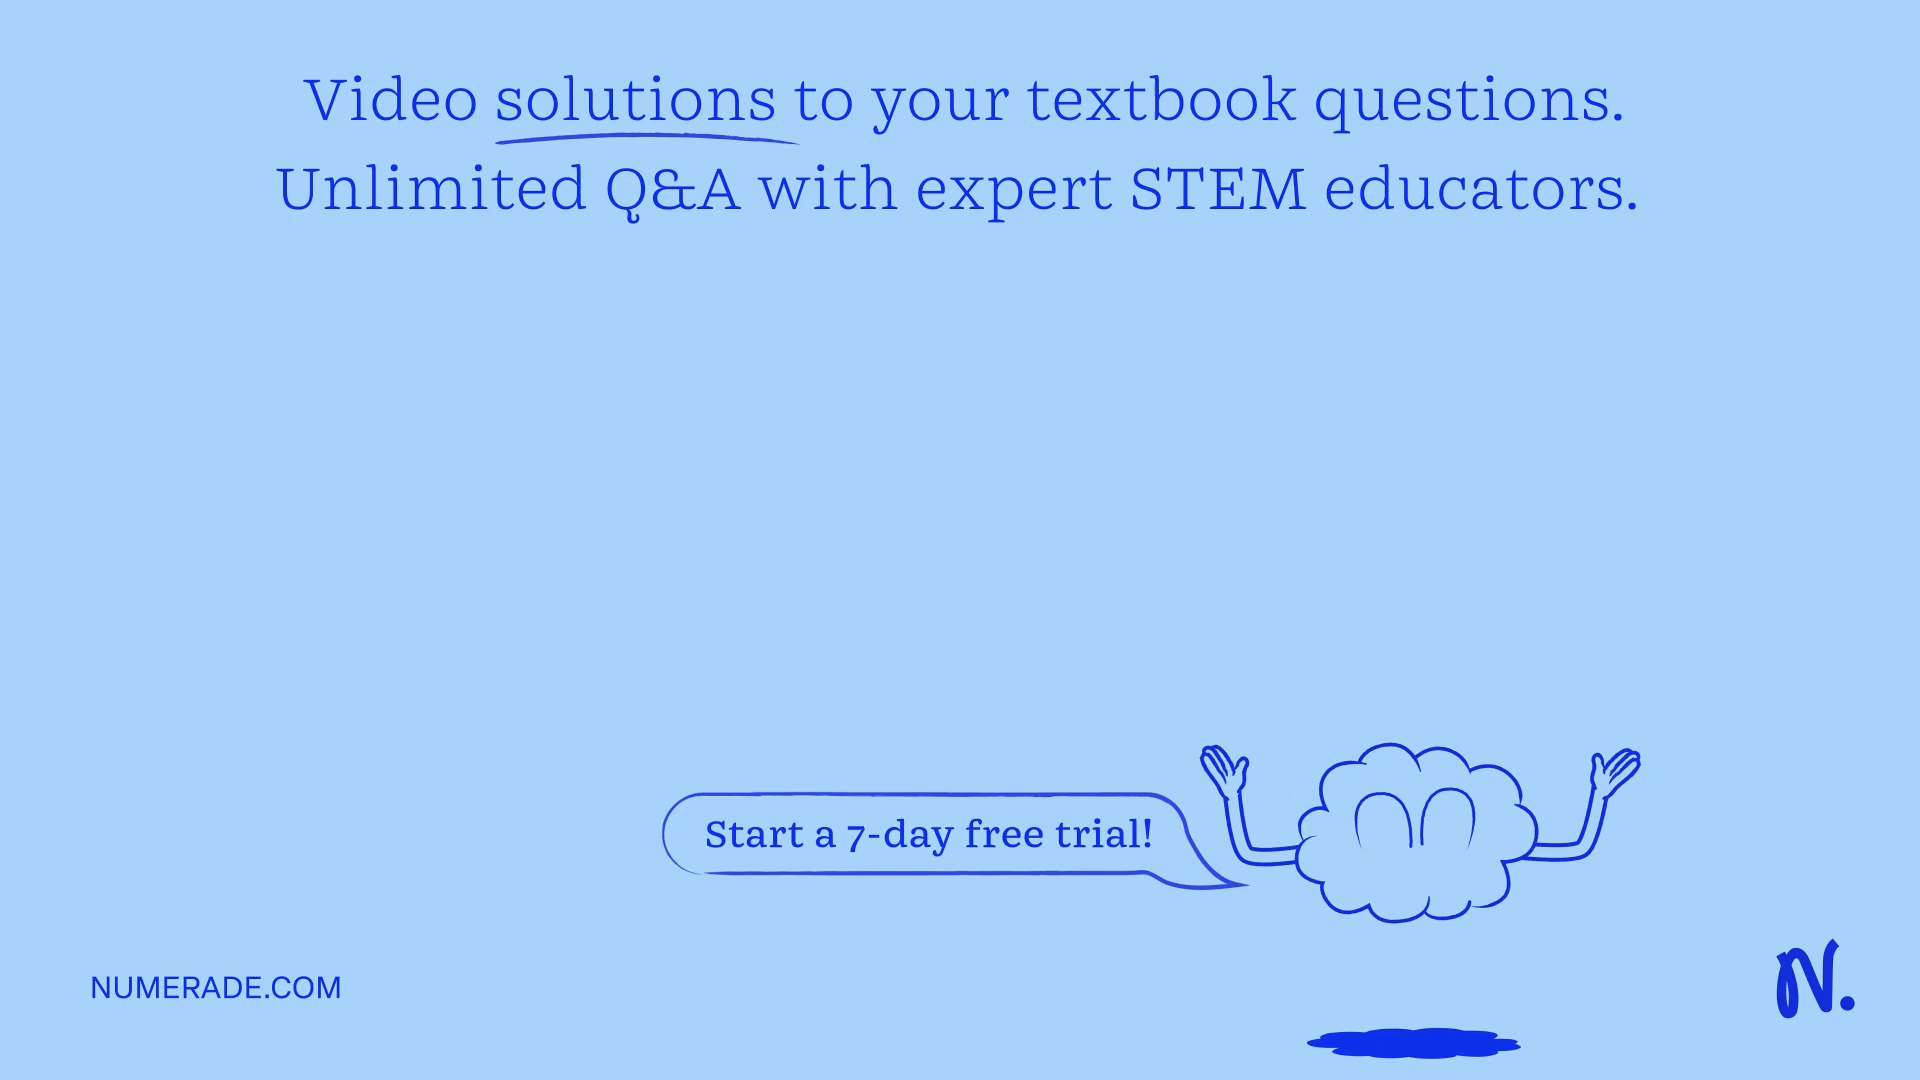 Video solutions to your textbook questions.
Unlimited Q&A with expert STEM educators.
Start a 7-day free trial!
NUMERADE.COM
N.